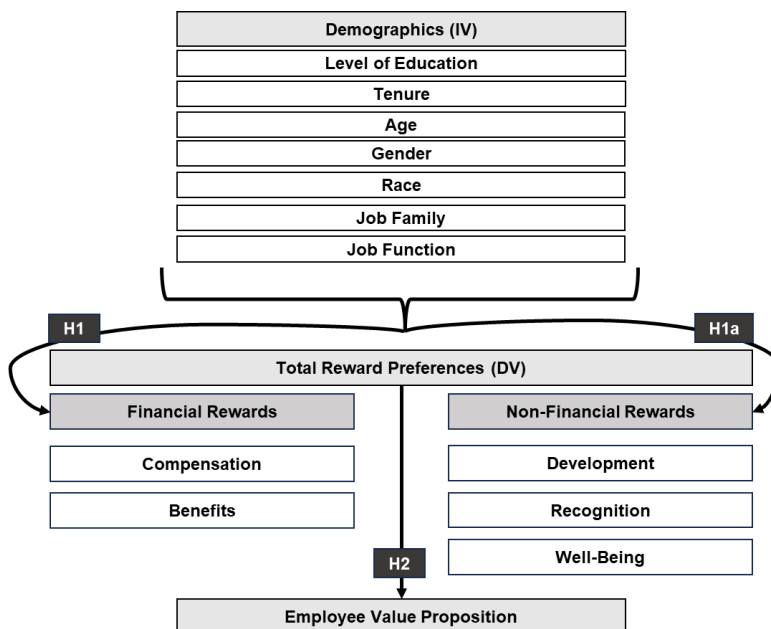 Demographics (IV)
Level of Education
Tenure
Age
Gender
Race
Job Family
Job Function
H1
H1a
Total Reward Preferences (DV)
Financial Rewards
Non-Financial Rewards
Compensation
Development
Benefits
Recognition
H2
Well-Being
Employee Value Proposition